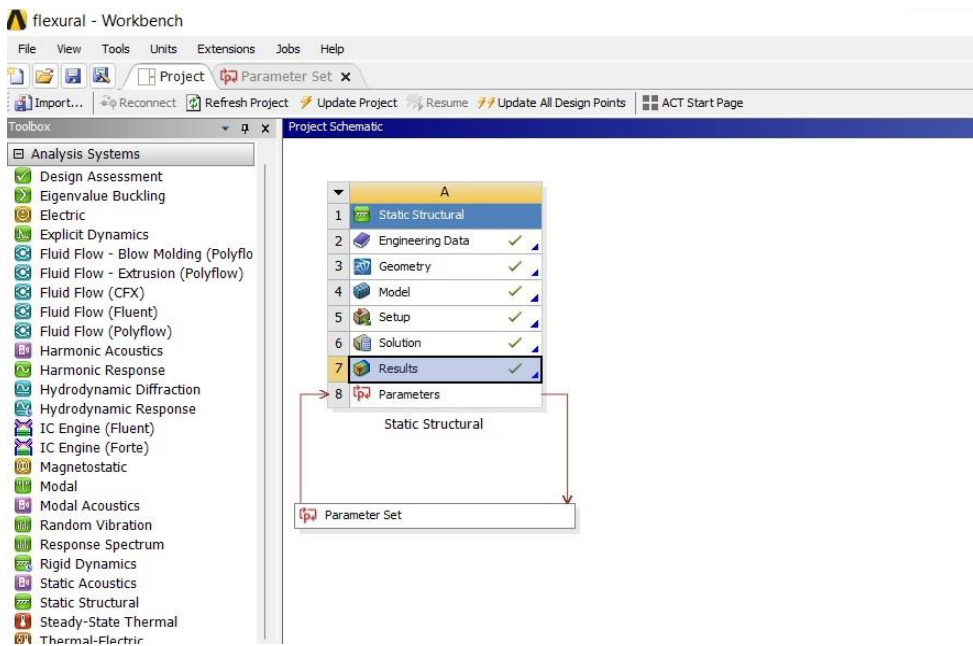 flexural - Workbench
File View Tools Units Extensions Jobs Help
Project Parameter Set
Import... Reconnect Refresh Project Update Project Resume Update All Design Points ACT Start Page
Toolbox
Project Schematic
Analysis Systems
Design Assessment
Eigenvalue Buckling
Electric
Explicit Dynamics
Fluid Flow - Blow Molding (Polyflo
Fluid Flow - Extrusion (Polyflow)
Fluid Flow (CFX)
Fluid Flow (Fluent)
Fluid Flow (Polyflow)
Harmonic Acoustics
Harmonic Response
Hydrodynamic Diffraction
Hydrodynamic Response
IC Engine (Fluent)
IC Engine (Forte)
Magnetostatic
Modal
Modal Acoustics
Random Vibration
Response Spectrum
Rigid Dynamics
Static Acoustics
Static Structural
Steady-State Thermal
Thermal-Electric
A
1 Static Structural
2 Engineering Data
3 Geometry
4 Model
5 Setup
6 Solution
7 Results
8 Parameters
Static Structural
Parameter Set